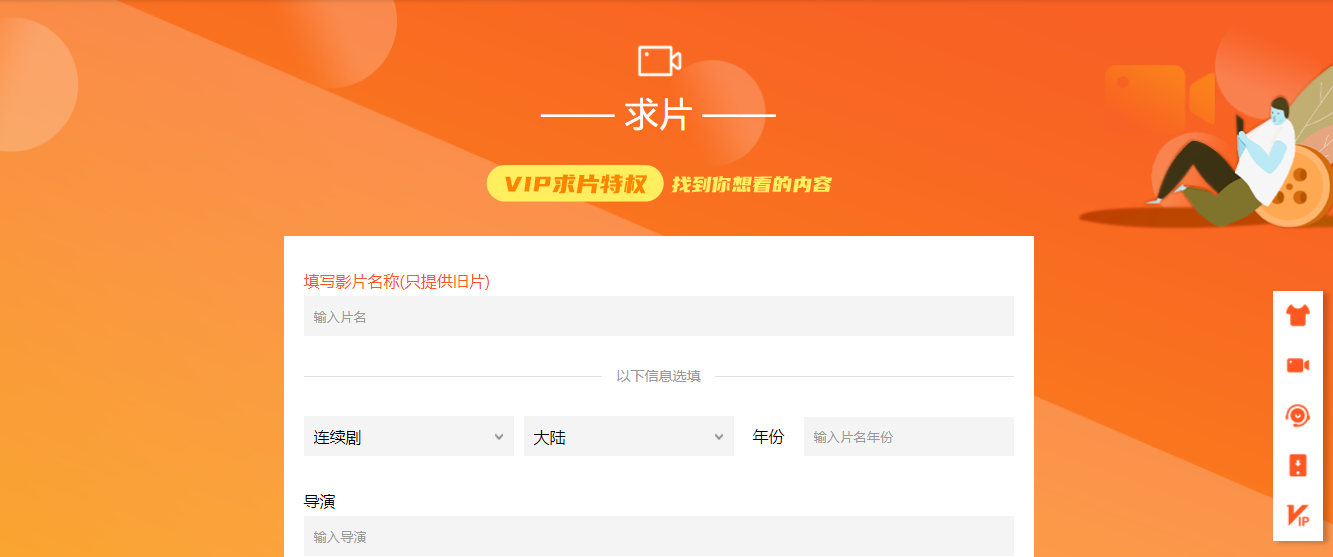 求片
VIP求片特权 找到你想看的内容
填写影片名称(只提供旧片)
输入片名
以下信息选填
连续剧 大陆 年份 输入片名年份
导演
输入导演
VIP